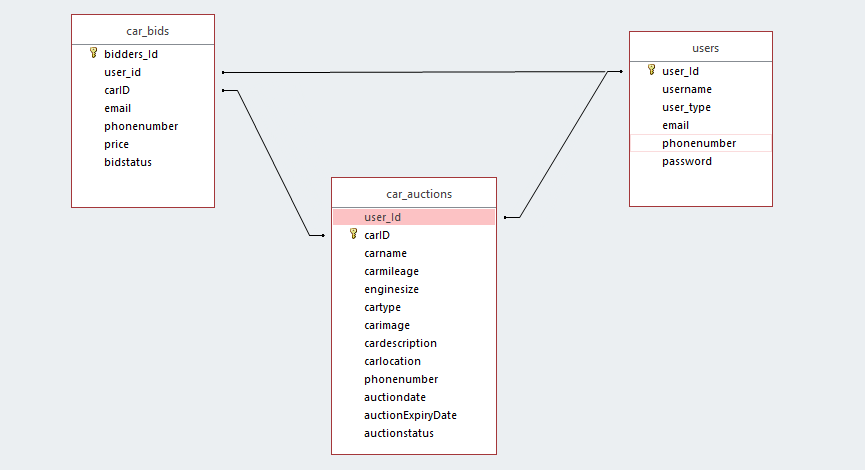 car_bids
bidders_Id
user_id
carID
email
phonenumber
price
bidstatus
users
user_Id
username
user_type
email
phonenumber
password
car_auctions
user_Id
carID
carname
carmileage
enginesize
cartype
carimage
cardescription
carlocation
phonenumber
auctiondate
auctionExpiryDate
auctionstatus